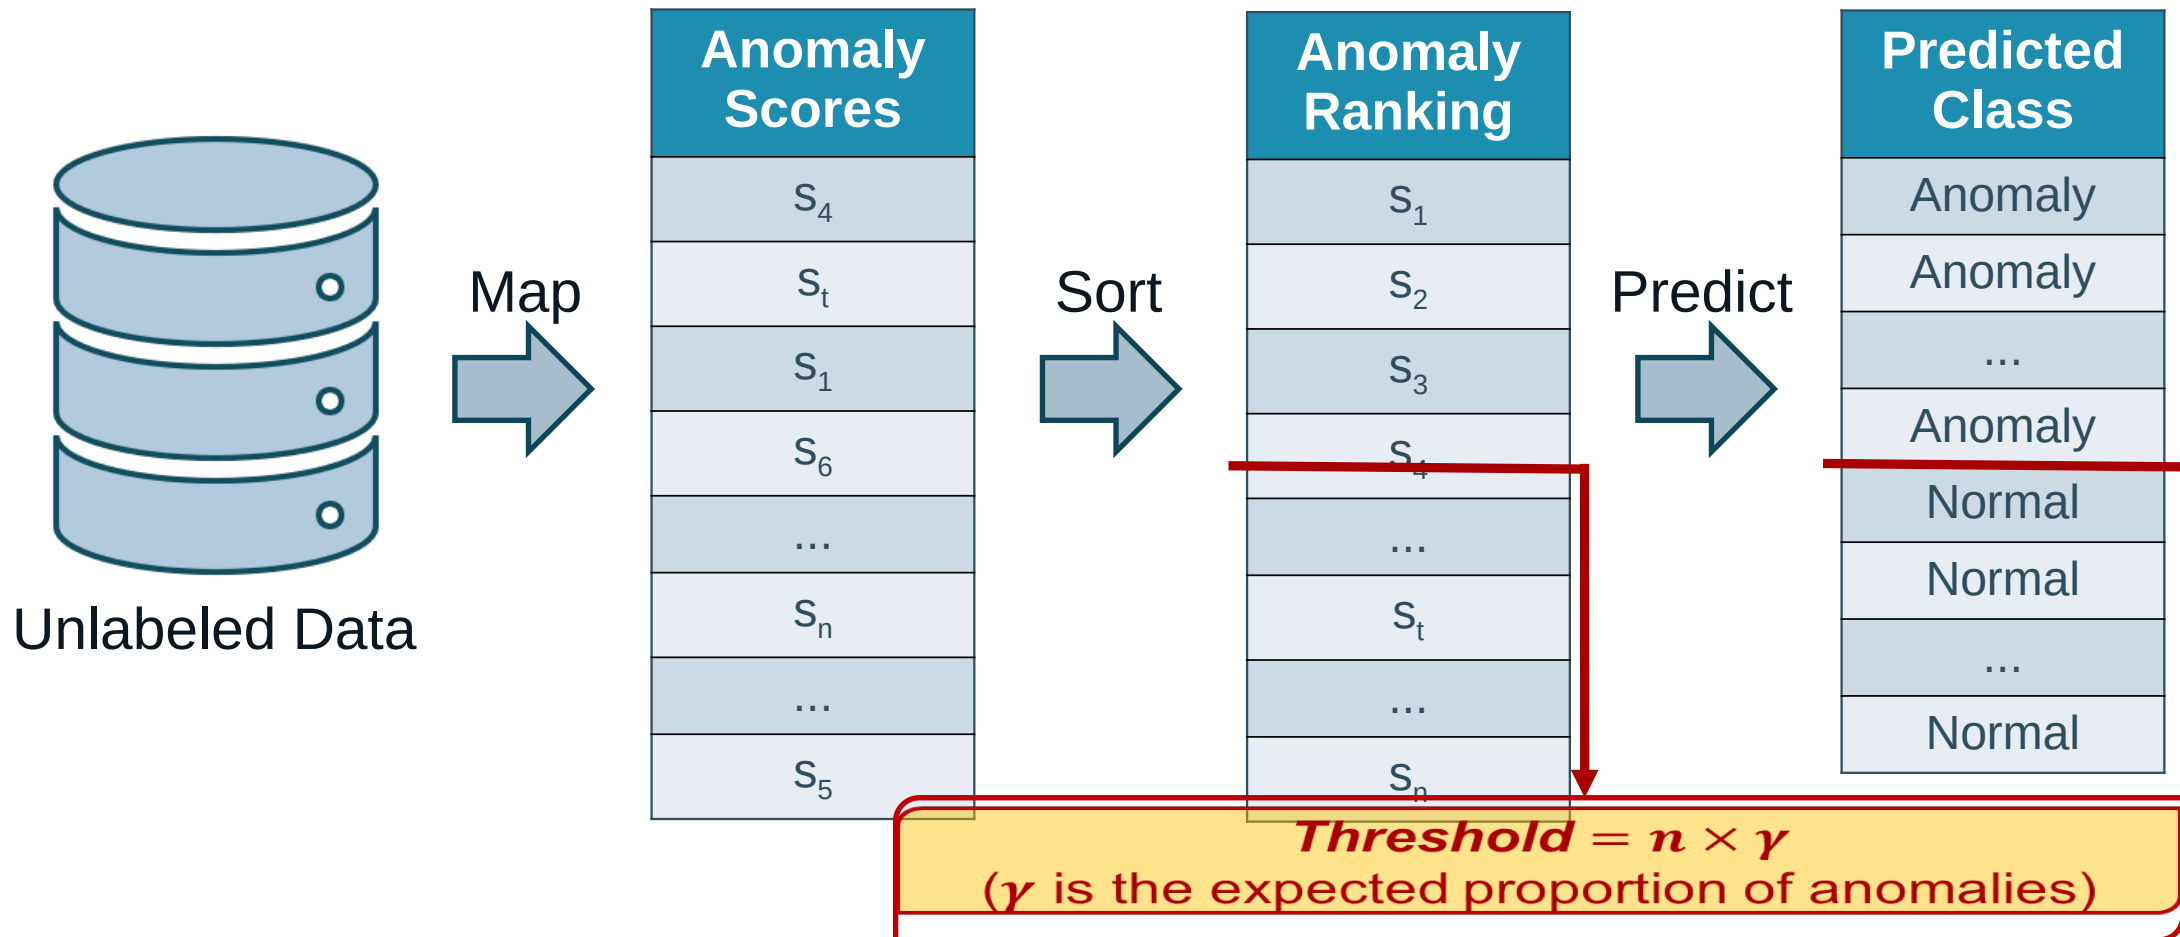 Unlabeled Data
Map
Anomaly
Scores
s4
st
s1
s6
...
sn
...
s5
Sort
Anomaly
Ranking
s1
s2
s3
s4
...
st
...
sn
Predict
Predicted
Class
Anomaly
Anomaly
...
Anomaly
Normal
Normal
...
Normal
Threshold = n × γ
(γ is the expected proportion of anomalies)